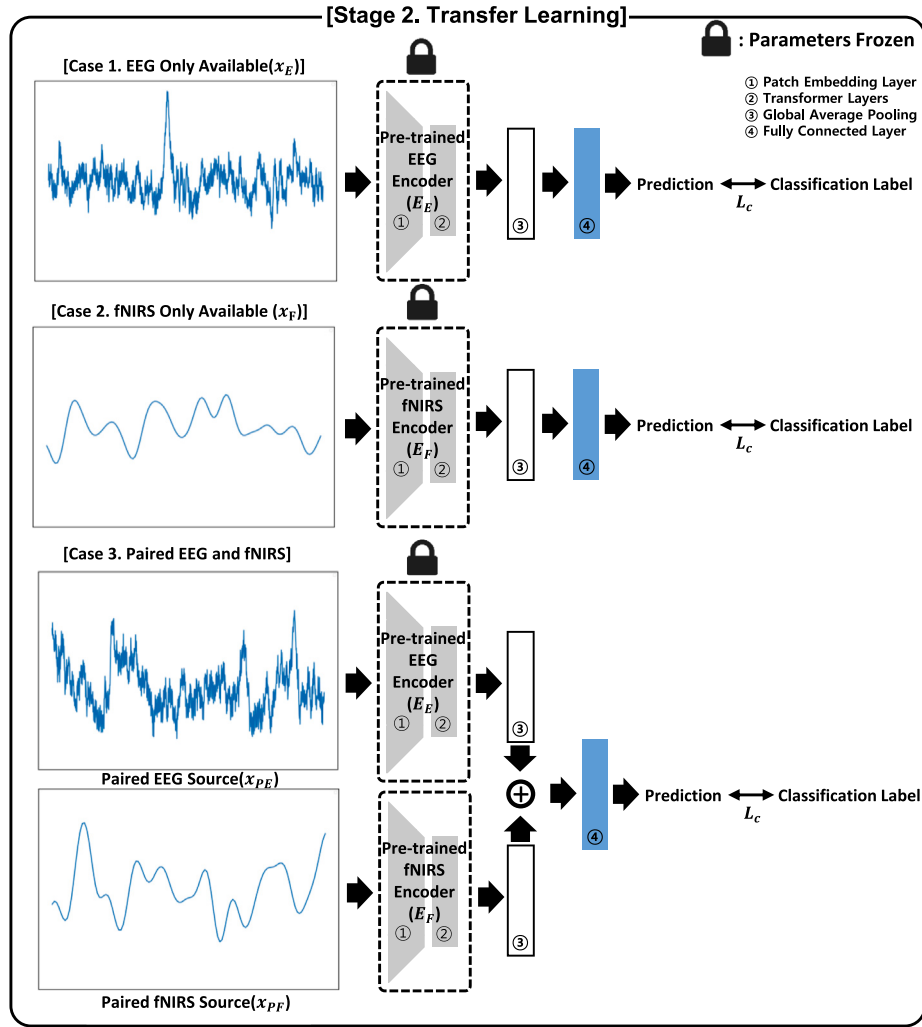 [Stage 2. Transfer Learning]
: Parameters Frozen
① Patch Embedding Layer
② Transformer Layers
③ Global Average Pooling
④ Fully Connected Layer
[Case 1. EEG Only Available(x_E)]
Pre-trained
EEG
Encoder
(E_E)
① ②
③
④
Prediction
L_c
Classification Label
[Case 2. fNIRS Only Available (x_F)]
Pre-trained
fNIRS
Encoder
(E_F)
① ②
③
④
Prediction
L_c
Classification Label
[Case 3. Paired EEG and fNIRS]
Pre-trained
EEG
Encoder
(E_E)
① ②
③
Paired EEG Source(x_PE)
Pre-trained
fNIRS
Encoder
(E_F)
① ②
③
④
Prediction
L_c
Classification Label
Paired fNIRS Source(x_PF)